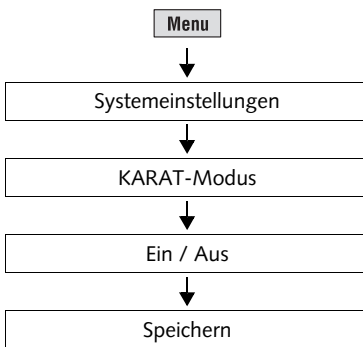 Menu
Systemeinstellungen
KARAT-Modus
Ein / Aus
Speichern